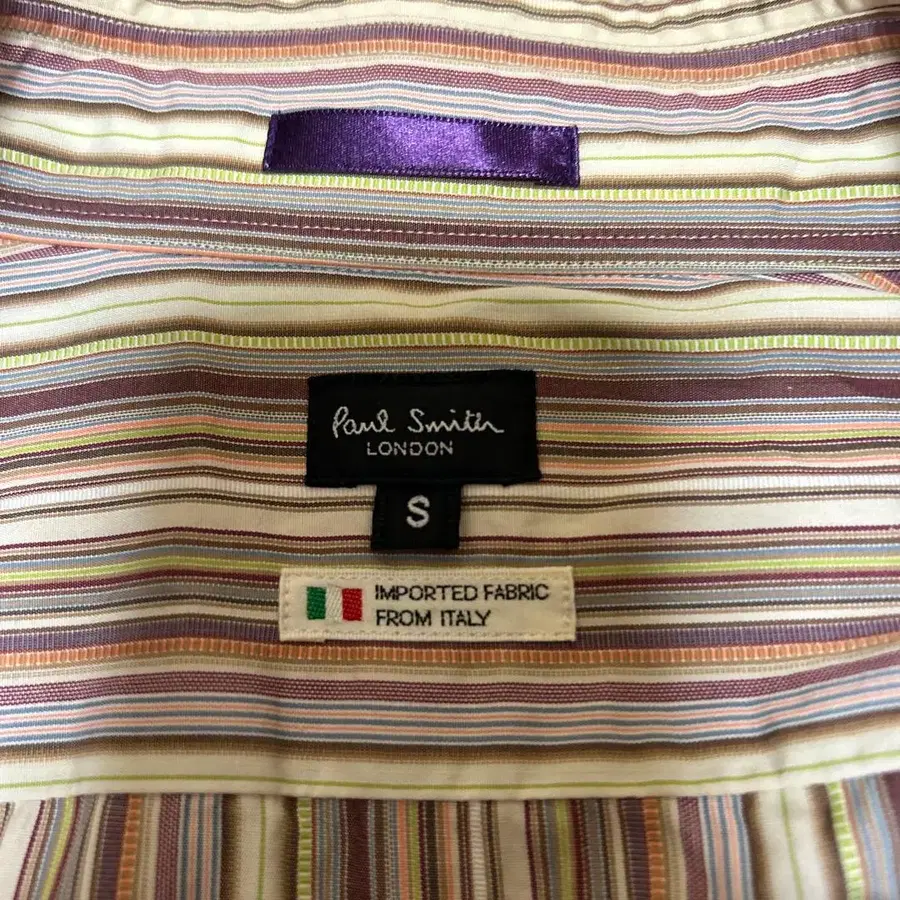 Paul Smith
LONDON
S
IMPORTED FABRIC
FROM ITALY